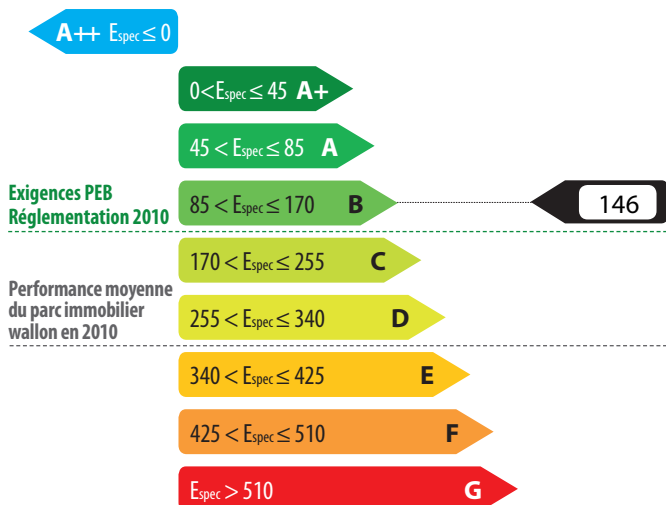 A++ Espec ≤ 0
0<Espec ≤ 45 A+
45 < Espec ≤ 85 A
Exigences PEB
Réglementation 2010
85 < Espec ≤ 170 B
146
170 < Espec ≤ 255 C
Performance moyenne
du parc immobilier
wallon en 2010
255 < Espec ≤ 340 D
340 < Espec ≤ 425 E
425 < Espec ≤ 510 F
Espec > 510 G